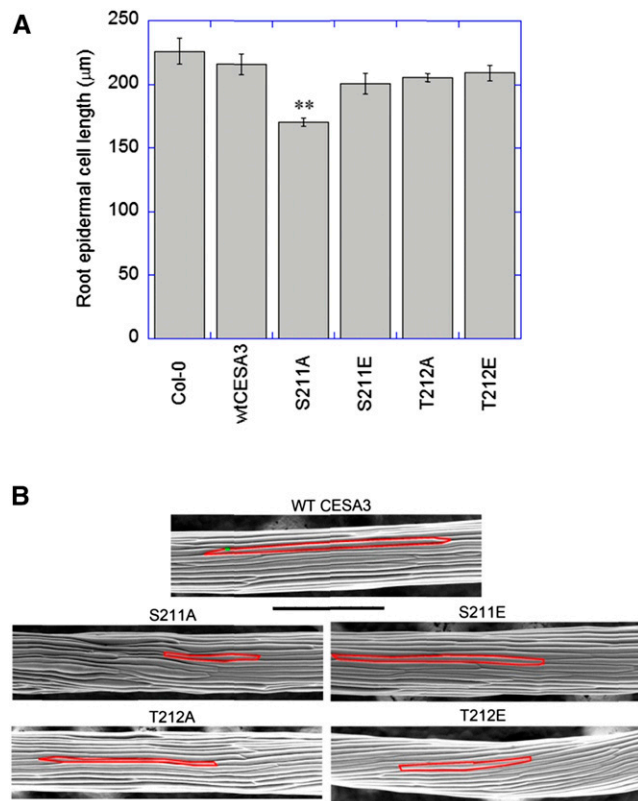 A
Root epidermal cell length (μm)
250
200
150
100
50
0
**
Col-0
wtCESA3
S211A
S211E
T212A
T212E
B
WT CESA3
S211A
S211E
T212A
T212E